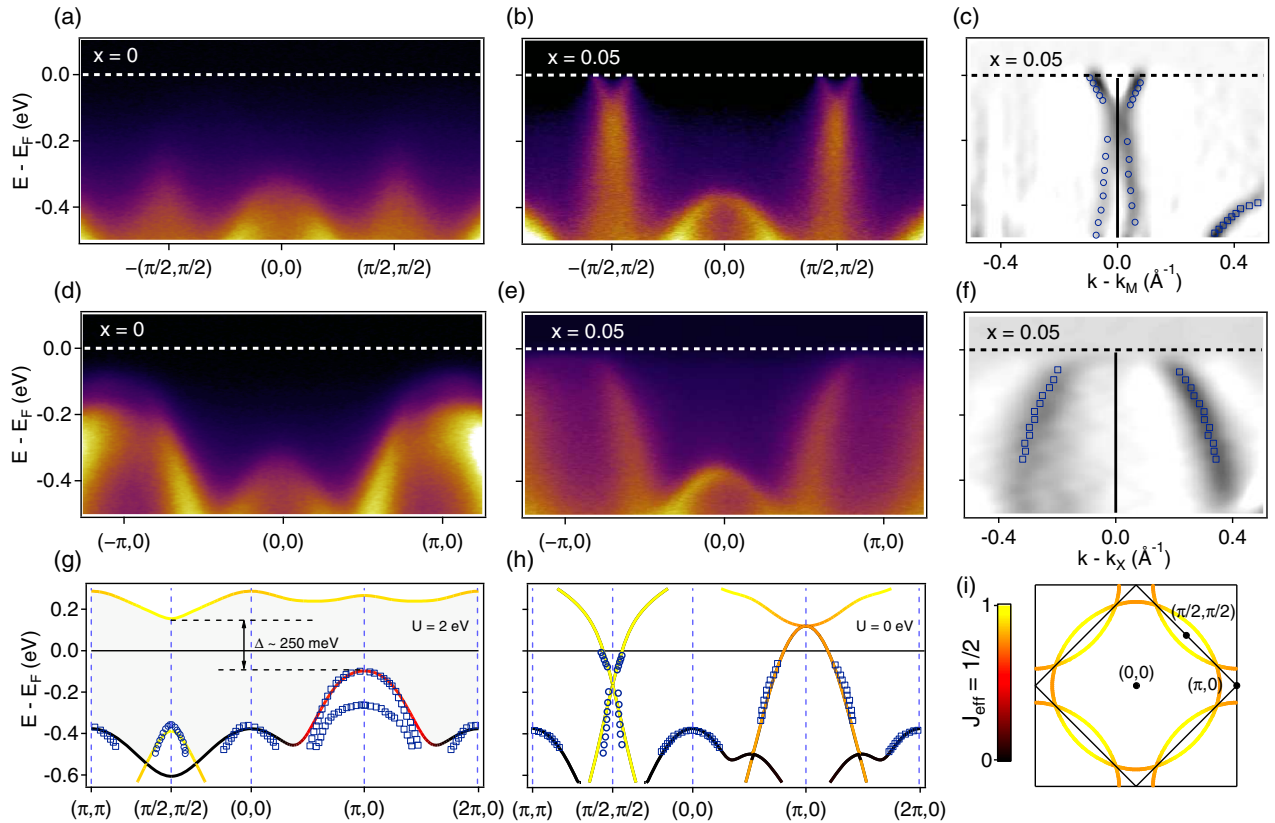 (a)
x = 0
E - E_F (eV)
0.0
-0.2
-0.4
−(π/2,π/2)
(0,0)
(π/2,π/2)
(b)
x = 0.05
−(π/2,π/2)
(0,0)
(π/2,π/2)
(c)
x = 0.05
-0.4
0.0
0.4
k - k_M (Å⁻¹)
(d)
x = 0
E - E_F (eV)
0.0
-0.2
-0.4
(−π,0)
(0,0)
(π,0)
(e)
x = 0.05
(−π,0)
(0,0)
(π,0)
(f)
x = 0.05
-0.4
0.0
0.4
k - k_X (Å⁻¹)
(g)
E - E_F (eV)
0.2
0.0
-0.2
-0.4
-0.6
U = 2 eV
Δ ~ 250 meV
(π,π)
(π/2,π/2)
(0,0)
(π,0)
(2π,0)
(h)
U = 0 eV
(π,π)
(π/2,π/2)
(0,0)
(π,0)
(2π,0)
(i)
1
0
J_eff = 1/2
(π/2,π/2)
(0,0)
(π,0)